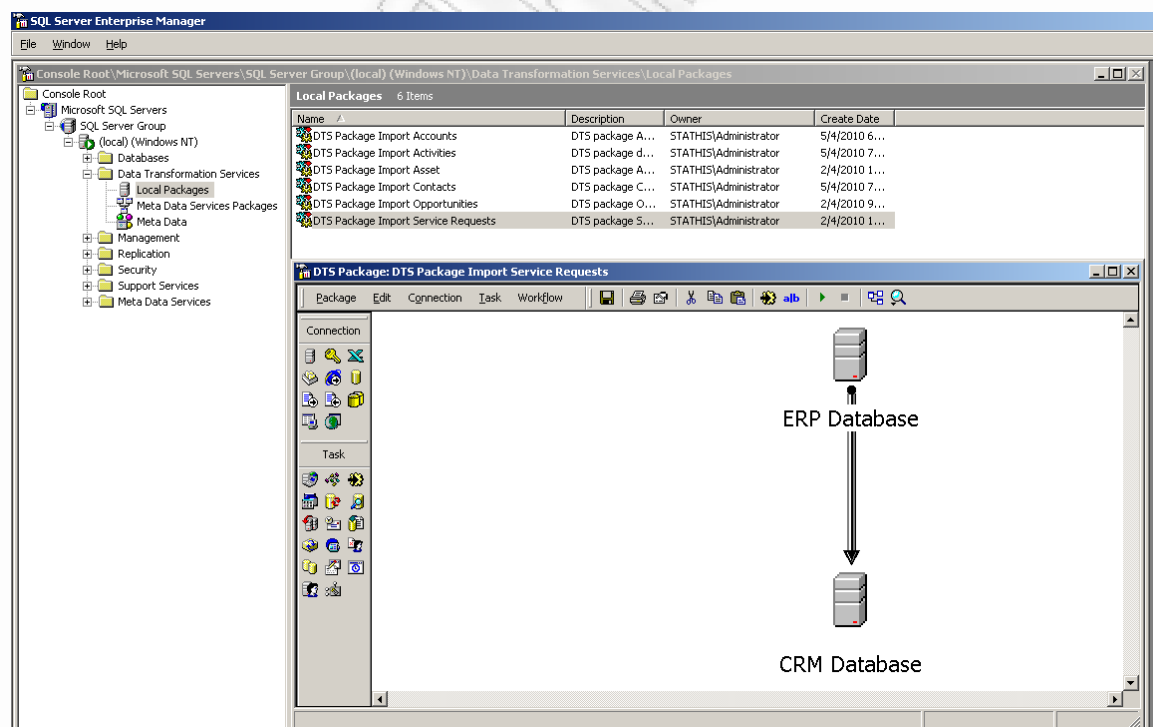 SQL Server Enterprise Manager
File Window Help
Console Root\Microsoft SQL Servers\SQL Server Group\(local) (Windows NT)\Data Transformation Services\Local Packages
Console Root
Microsoft SQL Servers
SQL Server Group
(local) (Windows NT)
Databases
Data Transformation Services
Local Packages
Meta Data Services Packages
Meta Data
Management
Replication
Security
Support Services
Meta Data Services
Local Packages 6 Items
Name Description Owner Create Date
DTS Package Import Accounts DTS package A... STATHIS\Administrator 5/4/2010 6...
DTS Package Import Activities DTS package d... STATHIS\Administrator 5/4/2010 7...
DTS Package Import Asset DTS package A... STATHIS\Administrator 2/4/2010 1...
DTS Package Import Contacts DTS package C... STATHIS\Administrator 5/4/2010 7...
DTS Package Import Opportunities DTS package O... STATHIS\Administrator 2/4/2010 9...
DTS Package Import Service Requests DTS package S... STATHIS\Administrator 2/4/2010 1...
DTS Package: DTS Package Import Service Requests
Package Edit Connection Task Workflow a|b
Connection
Task
ERP Database
CRM Database